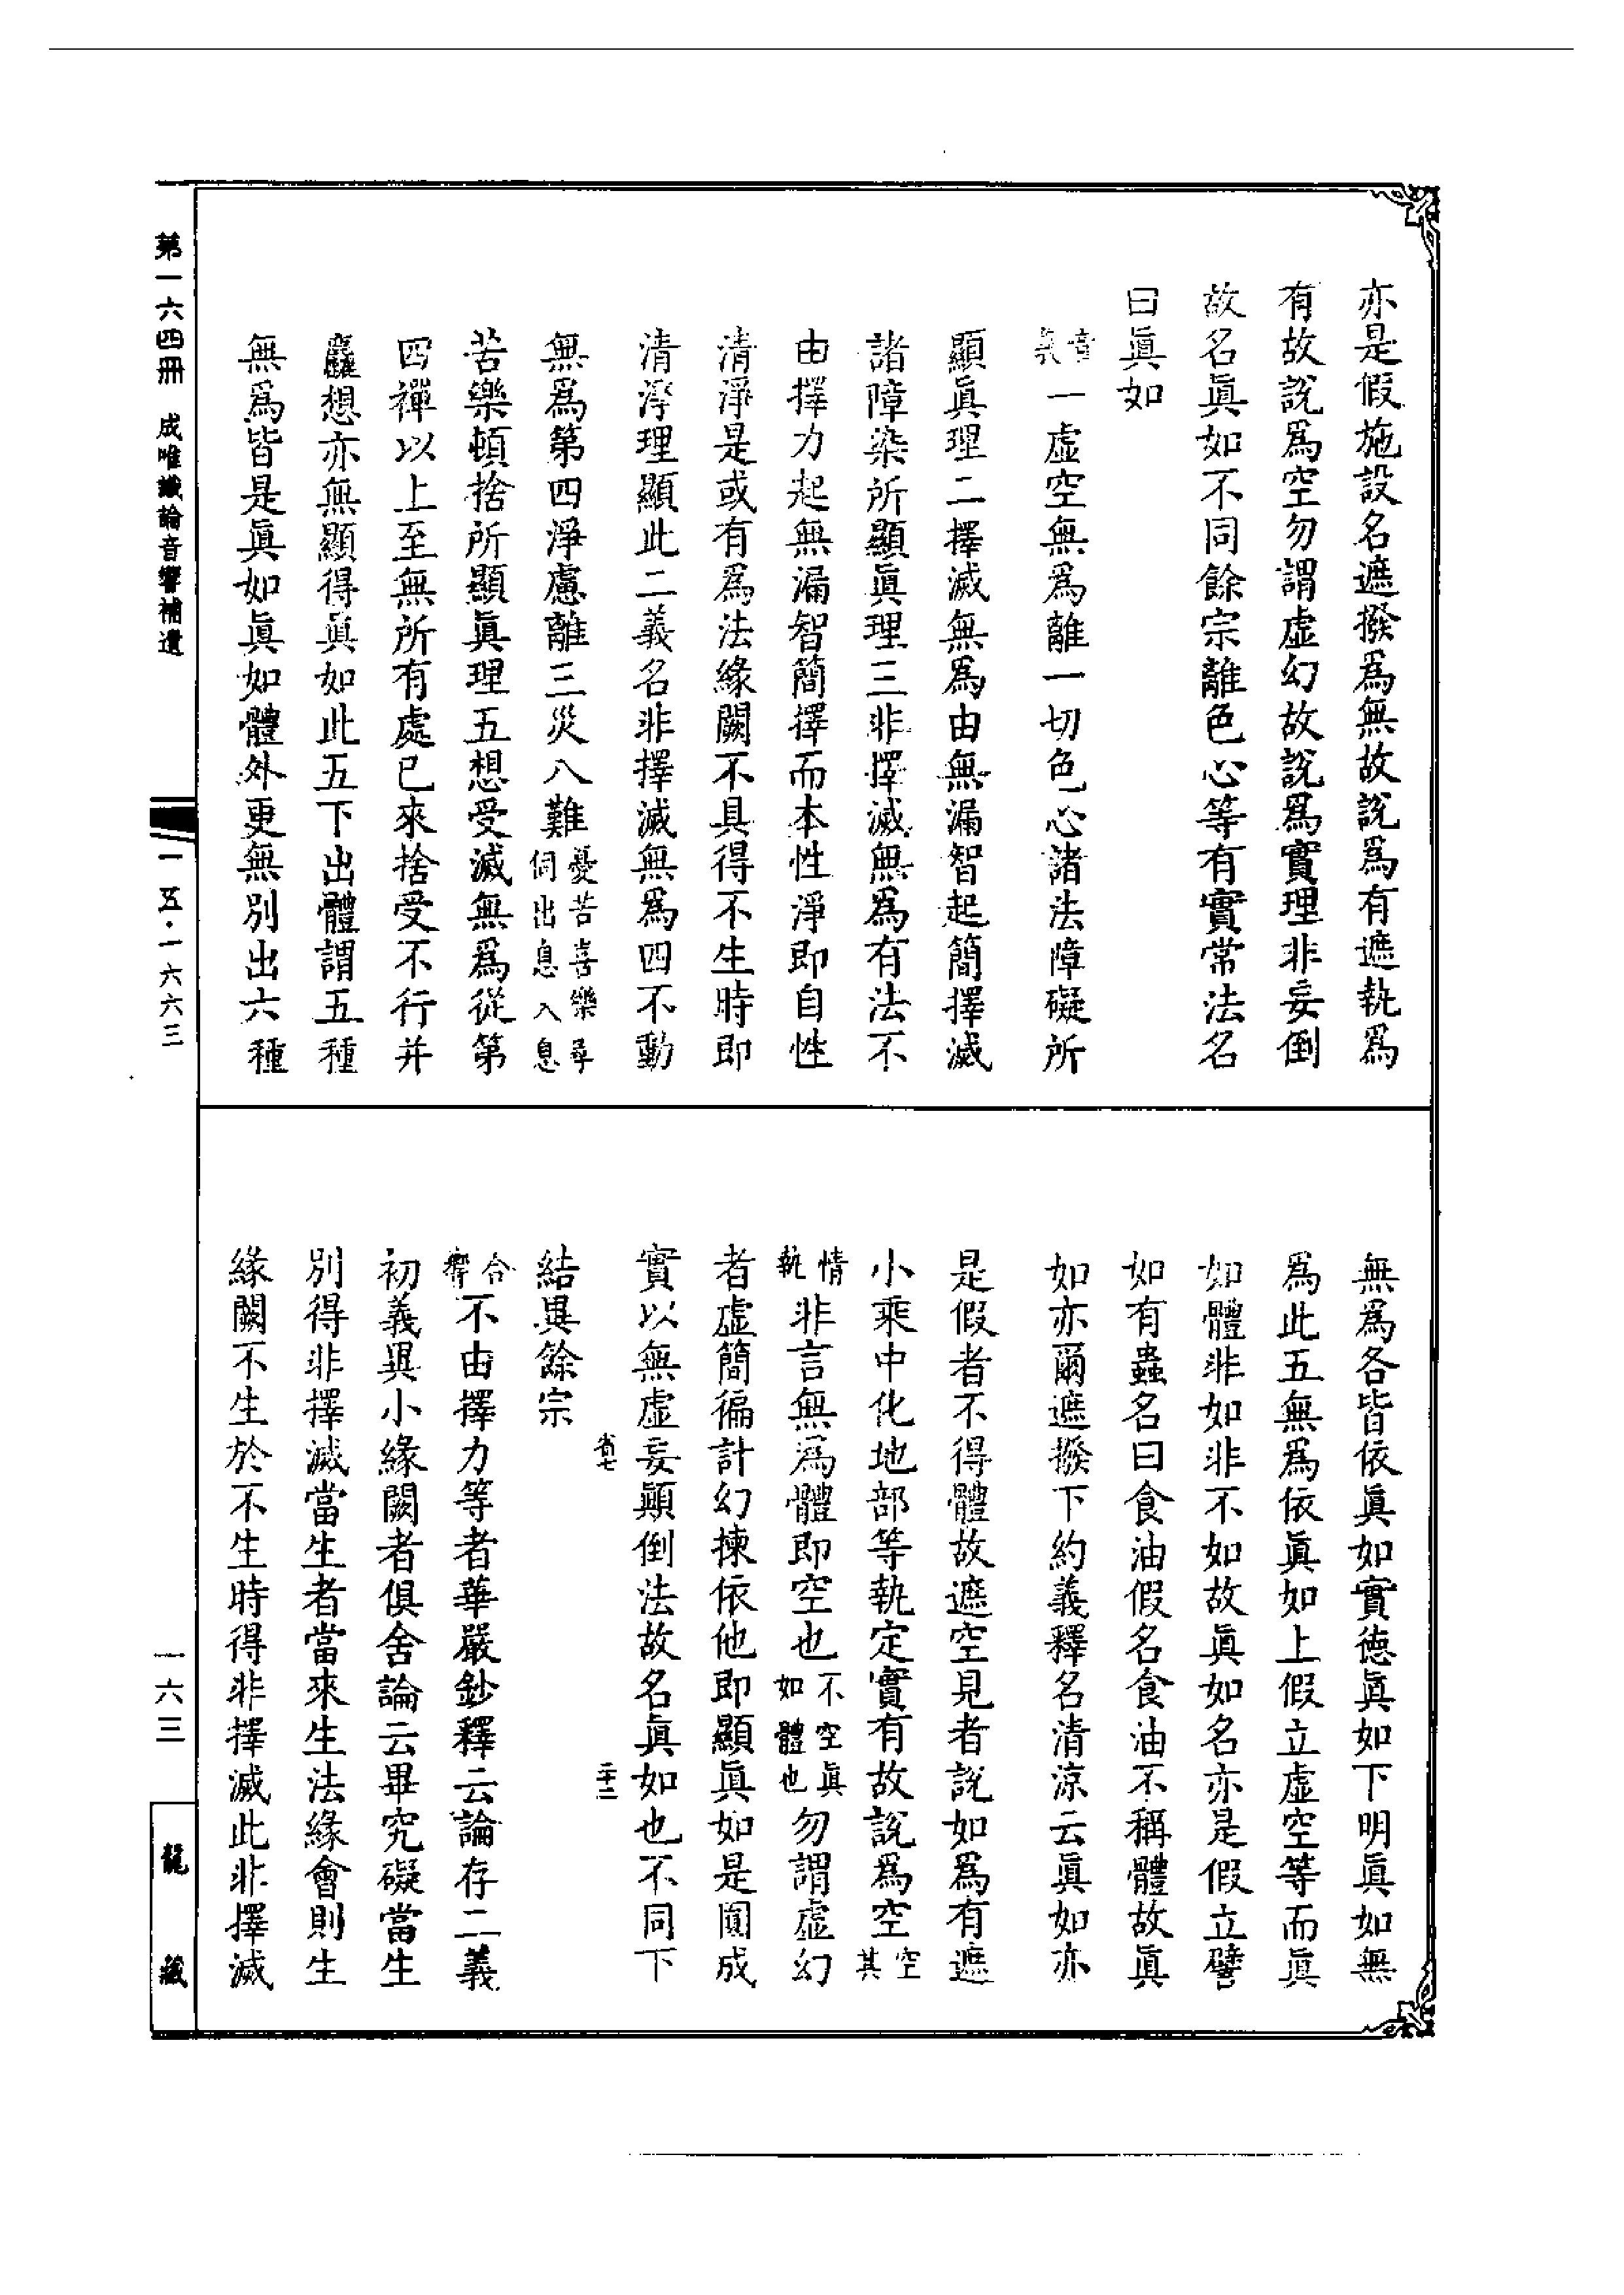 亦是假施設名遮撥爲無故說爲有遮執爲
有故說爲空勿謂虛幻故說爲實理非妄倒
故名眞如不同餘宗離色心等有實常法名
曰眞如
音義一虛空無爲離一切色心諸法障礙所
顯眞理二擇滅無爲由無漏智起簡擇滅
諸障染所顯眞理三非擇滅無爲有法不
由擇力起無漏智簡擇而本性淨即自性
清淨是或有爲法緣闕不具得不生時即
清淨理顯此二義名非擇滅無爲四不動
無爲第四淨慮離三災八難憂苦喜樂尋伺出息入息
苦樂頓捨所顯眞理五想受滅無爲從第
四禪以上至無所有處已來捨受不行并
麤想亦無顯得眞如此五下出體謂五種
無爲皆是眞如眞如體外更無別出六種
無爲各皆依眞如實德眞如下明眞如無
爲此五無爲依眞如上假立虛空等而眞
如體非如非不如故眞如名亦是假立譬
如有蟲名曰食油假名食油不稱體故眞
如亦爾遮撥下約義釋名清涼云眞如亦
是假者不得體故遮空見者說如爲有遮
小乘中化地部等執定實有故說爲空空其
情執非言無爲體即空也不空眞如體也勿謂虛幻
者虛簡徧計幻揀依他即顯眞如是圓成
實以無虛妄顚倒法故名眞如也不同下
省七 二十二
結異餘宗
合響不由擇力等者華嚴鈔釋云論存二義
初義異小緣闕者俱舍論云畢究礙當生
別得非擇滅當生者當來生法緣會則生
緣闕不生於不生時得非擇滅此非擇滅
第一六四冊 成唯識論音響補遺
一五·一六六三
一六三
龍藏